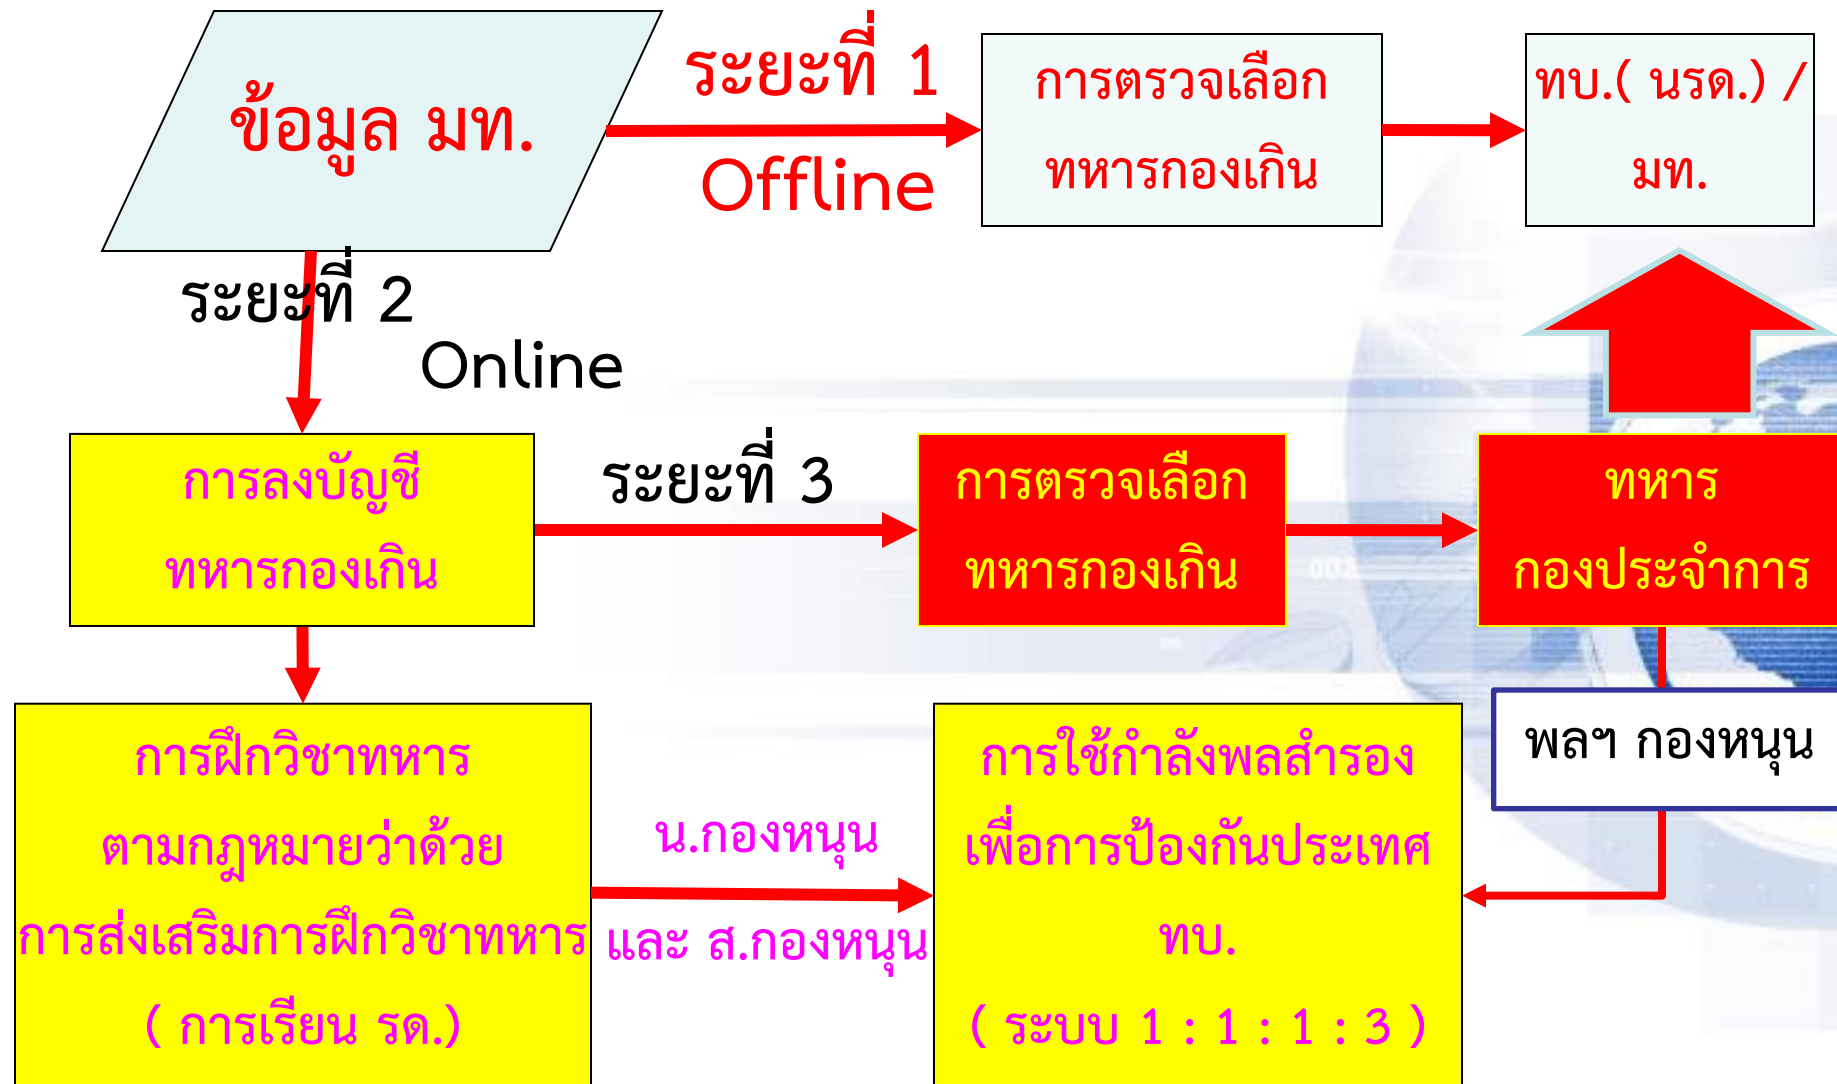 ข้อมูล มท.
ระยะที่ 1
Offline
การตรวจเลือก
ทหารกองเกิน
ทบ.( นรด.) /
มท.
ระยะที่ 2
Online
การลงบัญชี
ทหารกองเกิน
ระยะที่ 3
การตรวจเลือก
ทหารกองเกิน
ทหาร
กองประจำการ
พลฯ กองหนุน
การฝึกวิชาทหาร
ตามกฎหมายว่าด้วย
การส่งเสริมการฝึกวิชาทหาร
( การเรียน รด.)
น.กองหนุน
และ ส.กองหนุน
การใช้กำลังพลสำรอง
เพื่อการป้องกันประเทศ
ทบ.
( ระบบ 1 : 1 : 1 : 3 )